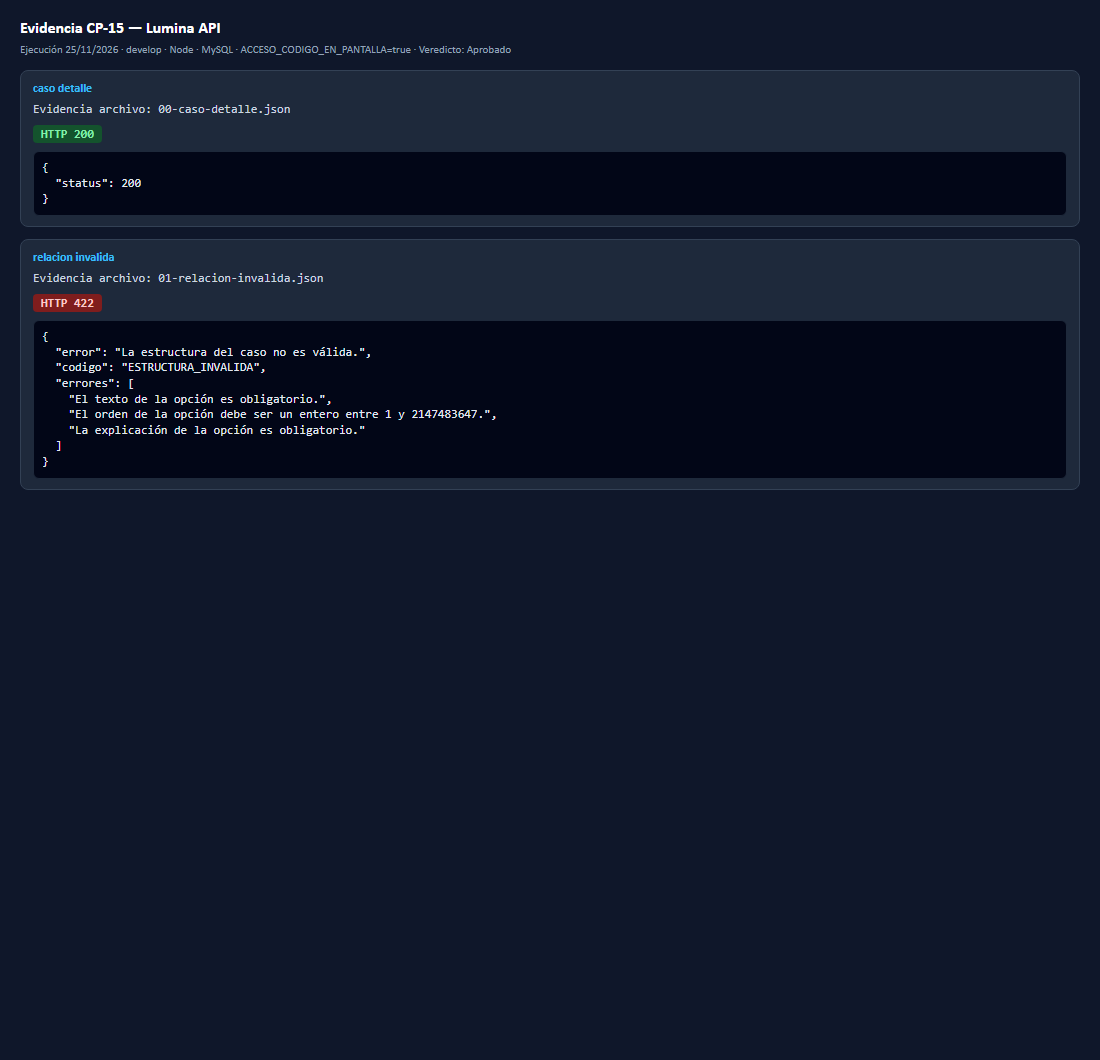 Evidencia CP-15 — Lumina API
Ejecución 25/11/2026 · develop · Node · MySQL · ACCESO_CODIGO_EN_PANTALLA=true · Veredicto: Aprobado
caso detalle
Evidencia archivo: 00-caso-detalle.json
HTTP 200
{
  "status": 200
}
relacion invalida
Evidencia archivo: 01-relacion-invalida.json
HTTP 422
{
  "error": "La estructura del caso no es válida.",
  "codigo": "ESTRUCTURA_INVALIDA",
  "errores": [
    "El texto de la opción es obligatorio.",
    "El orden de la opción debe ser un entero entre 1 y 2147483647.",
    "La explicación de la opción es obligatorio."
  ]
}